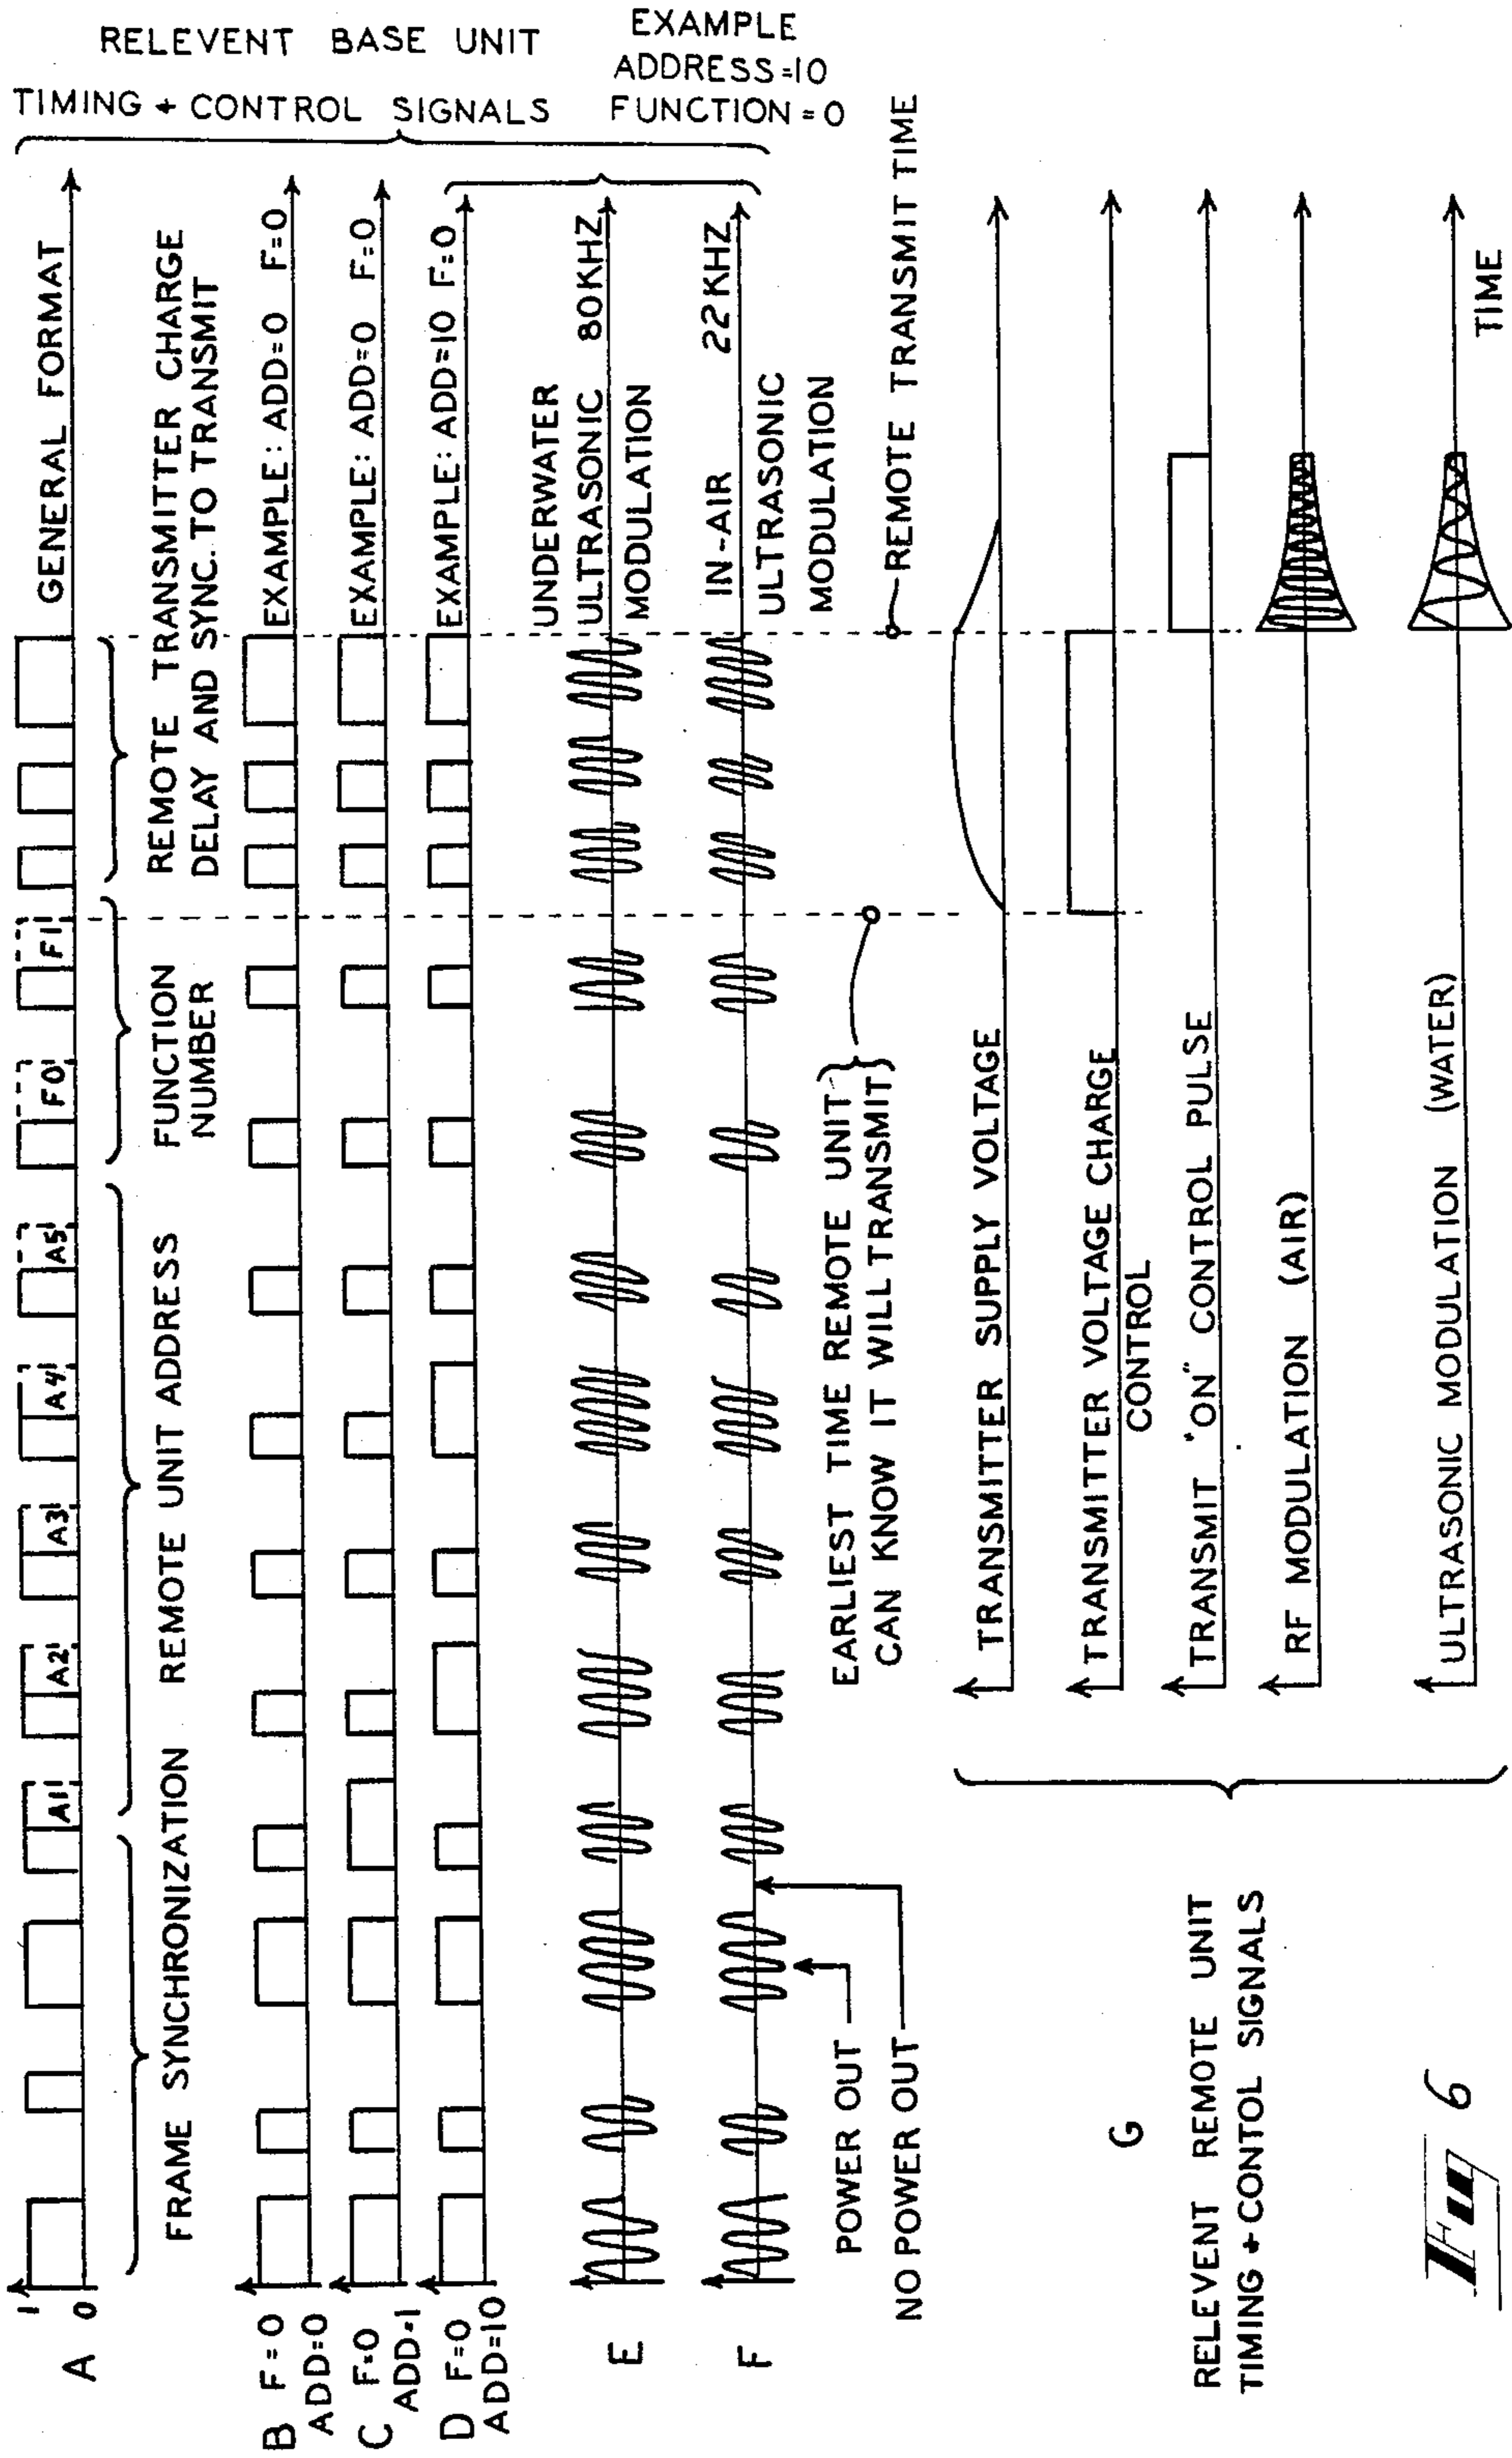 RELEVENT BASE UNIT
TIMING + CONTROL SIGNALS
EXAMPLE
ADDRESS=10
FUNCTION=0
A
1
0
GENERAL FORMAT
A1
A2
A3
A4
A5
F0
F1
FRAME SYNCHRONIZATION
REMOTE UNIT ADDRESS
FUNCTION
NUMBER
REMOTE TRANSMITTER CHARGE
DELAY AND SYNC. TO TRANSMIT
B F=0
ADD=0
EXAMPLE: ADD=0 F=0
C F=0
ADD=1
EXAMPLE: ADD=0 F=0
D F=0
ADD=10
EXAMPLE: ADD=10 F=0
E
UNDERWATER
ULTRASONIC 80KHZ
MODULATION
F
IN-AIR 22KHZ
ULTRASONIC
MODULATION
POWER OUT
NO POWER OUT
EARLIEST TIME REMOTE UNIT
CAN KNOW IT WILL TRANSMIT
REMOTE TRANSMIT TIME
G
RELEVENT REMOTE UNIT
TIMING + CONTOL SIGNALS
TRANSMITTER SUPPLY VOLTAGE
TRANSMITTER VOLTAGE CHARGE
CONTROL
TRANSMIT "ON" CONTROL PULSE
RF MODULATION (AIR)
ULTRASONIC MODULATION (WATER)
TIME
Fig 6